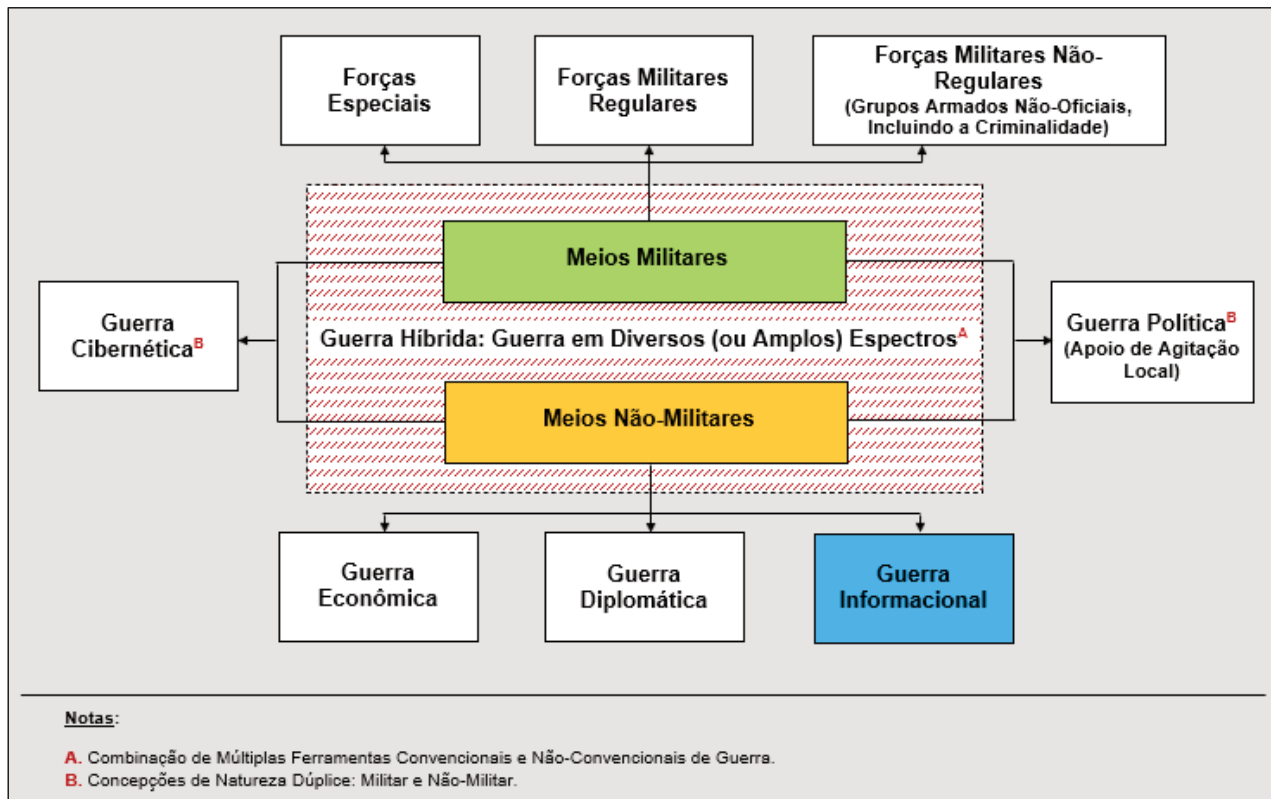 Forças
Especiais
Forças Militares
Regulares
Forças Militares Não-
Regulares
(Grupos Armados Não-Oficiais,
Incluindo a Criminalidade)
Meios Militares
Guerra
Cibernéticaᴮ
Guerra Híbrida: Guerra em Diversos (ou Amplos) Espectrosᴬ
Guerra Políticaᴮ
(Apoio de Agitação
Local)
Meios Não-Militares
Guerra
Econômica
Guerra
Diplomática
Guerra
Informacional
Notas:
A. Combinação de Múltiplas Ferramentas Convencionais e Não-Convencionais de Guerra.
B. Concepções de Natureza Dúplice: Militar e Não-Militar.